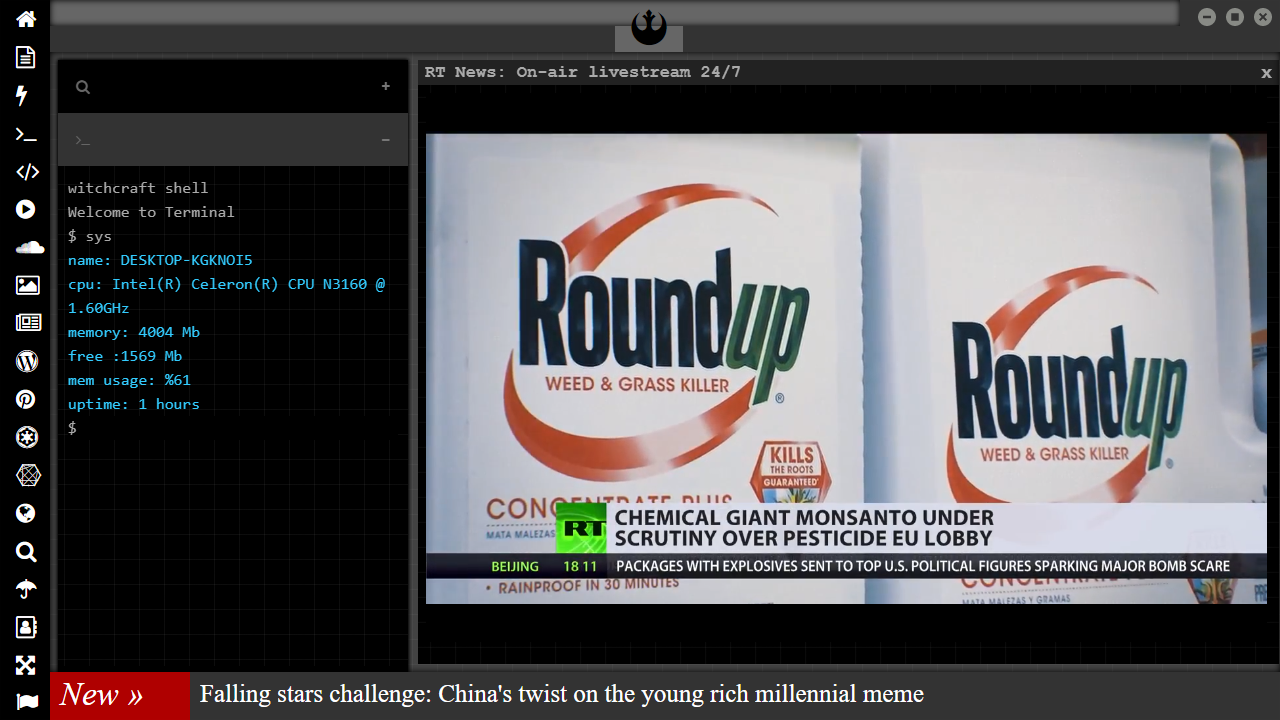 RT News: On-air livestream 24/7
x
+
>_
−
witchcraft shell
Welcome to Terminal
$ sys
name: DESKTOP-KGKNOI5
cpu: Intel(R) Celeron(R) CPU N3160 @
1.60GHz
memory: 4004 Mb
free :1569 Mb
mem usage: %61
uptime: 1 hours
$
Roundup
WEED & GRASS KILLER
®
KILLS
THE ROOTS
GUARANTEED
CONCENTRATE PLUS
MATA MALEZAS
• RAINPROOF IN 30 MINUTES
Roundup
WEED & GRASS KILLER
®
CONCENTRATE
MATA MALEZAS Y GRAMAS
RT
CHEMICAL GIANT MONSANTO UNDER
SCRUTINY OVER PESTICIDE EU LOBBY
BEIJING 18 11 PACKAGES WITH EXPLOSIVES SENT TO TOP U.S. POLITICAL FIGURES SPARKING MAJOR BOMB SCARE
New » Falling stars challenge: China's twist on the young rich millennial meme